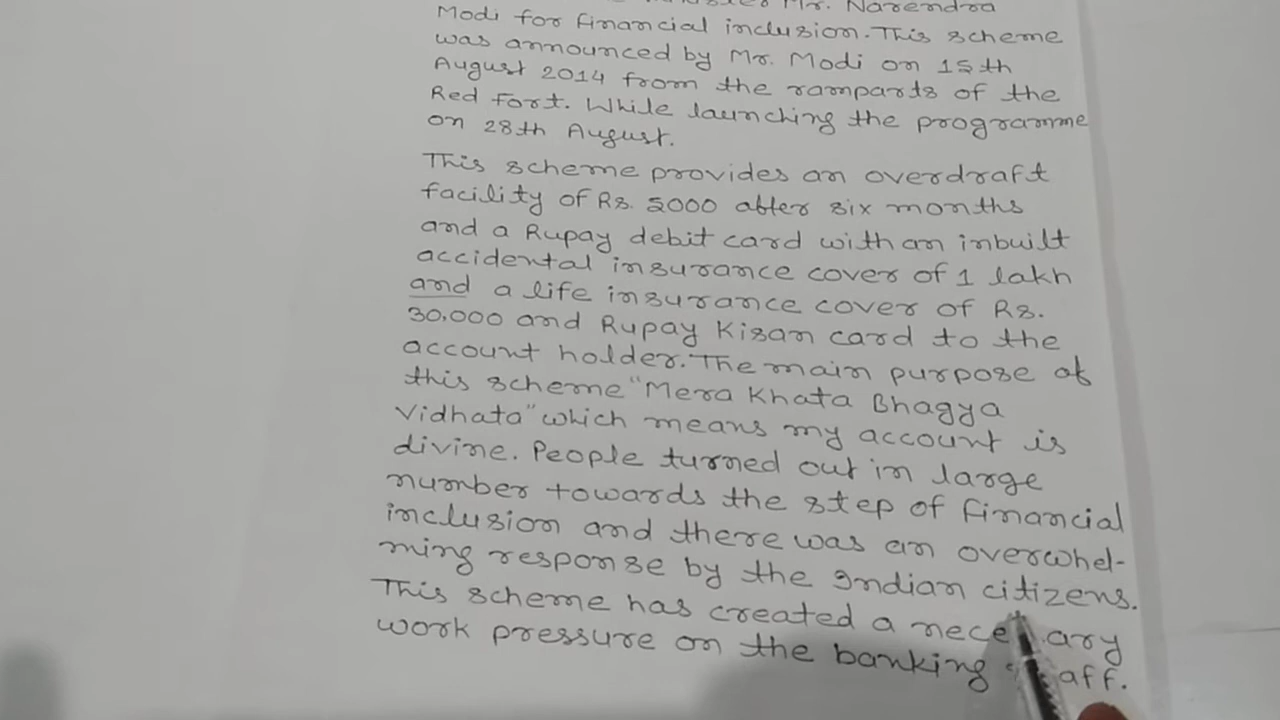 Mr. Narendra
Modi for financial inclusion. This scheme
was announced by Mr. Modi on 15th
August 2014 from the ramparts of the
Red fort. While launching the programme
on 28th August.
This scheme provides an overdraft
facility of Rs. 5000 after six months
and a Rupay debit card with an inbuilt
accidental insurance cover of 1 lakh
and a life insurance cover of Rs.
30.000 and Rupay Kisan card to the
account holder. The main purpose of
this scheme "Mera Khata Bhagya
Vidhata" which means my account is
divine. People turned out in large
number towards the step of financial
inclusion and there was an overwhel-
ming response by the Indian citizens.
This scheme has created a
work pressure on the banking